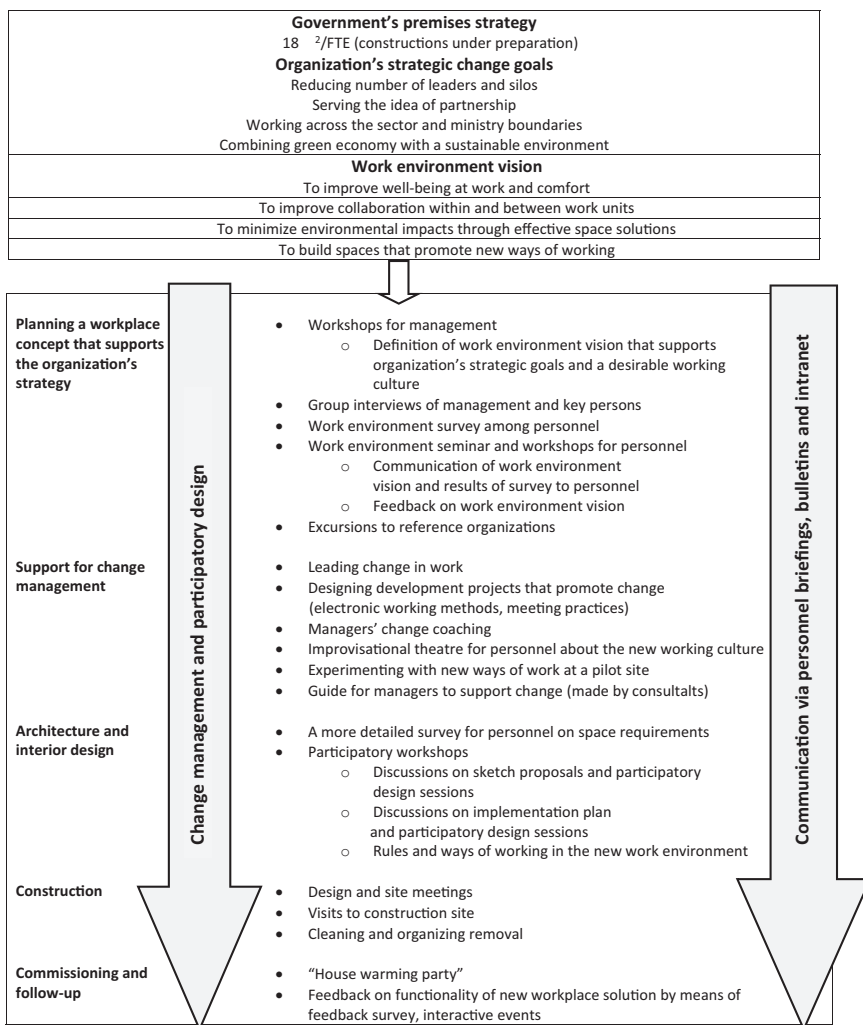 Government's premises strategy
18 ²/FTE (constructions under preparation)
Organization's strategic change goals
Reducing number of leaders and silos
Serving the idea of partnership
Working across the sector and ministry boundaries
Combining green economy with a sustainable environment
Work environment vision
To improve well-being at work and comfort
To improve collaboration within and between work units
To minimize environmental impacts through effective space solutions
To build spaces that promote new ways of working
Change management and participatory design
Communication via personnel briefings, bulletins and intranet
Planning a workplace
concept that supports
the organization's
strategy
• Workshops for management
o Definition of work environment vision that supports
organization's strategic goals and a desirable working
culture
• Group interviews of management and key persons
• Work environment survey among personnel
• Work environment seminar and workshops for personnel
o Communication of work environment
vision and results of survey to personnel
o Feedback on work environment vision
• Excursions to reference organizations
Support for change
management
• Leading change in work
• Designing development projects that promote change
(electronic working methods, meeting practices)
• Managers' change coaching
• Improvisational theatre for personnel about the new working culture
• Experimenting with new ways of work at a pilot site
• Guide for managers to support change (made by consultalts)
Architecture and
interior design
• A more detailed survey for personnel on space requirements
• Participatory workshops
o Discussions on sketch proposals and participatory
design sessions
o Discussions on implementation plan
and participatory design sessions
o Rules and ways of working in the new work environment
Construction
• Design and site meetings
• Visits to construction site
• Cleaning and organizing removal
Commissioning and
follow-up
• "House warming party"
• Feedback on functionality of new workplace solution by means of
feedback survey, interactive events